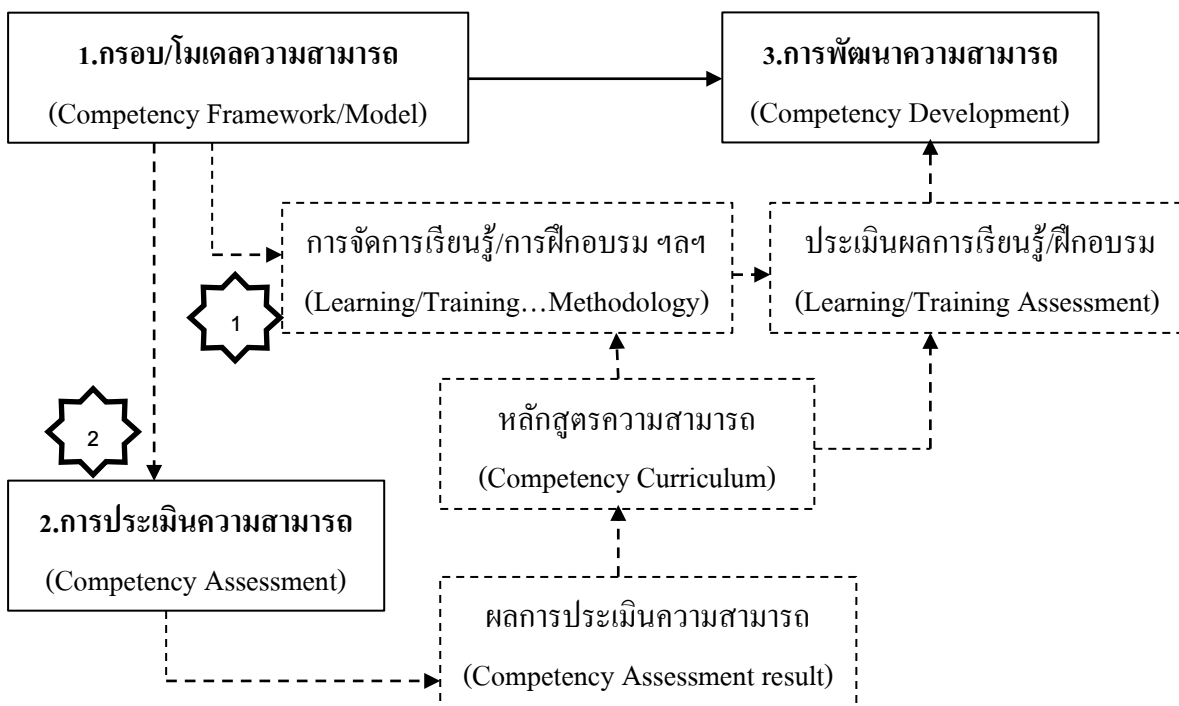 1.กรอบ/โมเดลความสามารถ
(Competency Framework/Model)
3.การพัฒนาความสามารถ
(Competency Development)
การจัดการเรียนรู้/การฝึกอบรม ฯลฯ
(Learning/Training…Methodology)
ประเมินผลการเรียนรู้/ฝึกอบรม
(Learning/Training Assessment)
1
หลักสูตรความสามารถ
(Competency Curriculum)
2
2.การประเมินความสามารถ
(Competency Assessment)
ผลการประเมินความสามารถ
(Competency Assessment result)